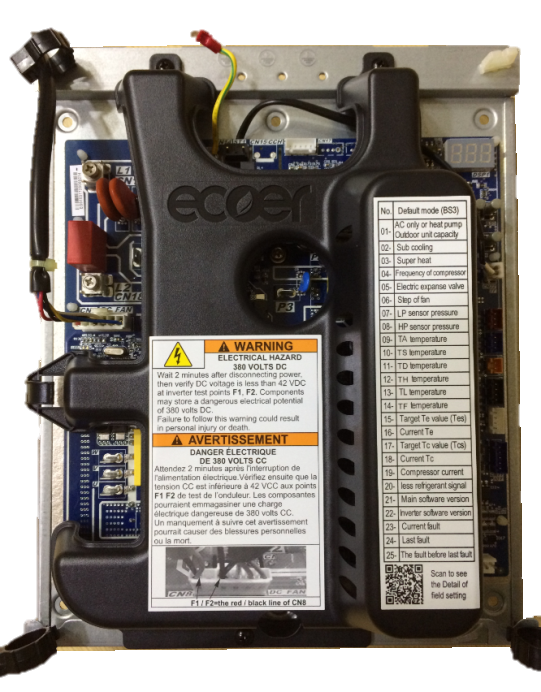 L1
CN15CCN
CN17
DSP1
ecoer
L2
CN18
CN
FAN
P3
WARNING
ELECTRICAL HAZARD
380 VOLTS DC
Wait 2 minutes after disconnecting power,
then verify DC voltage is less than 42 VDC
at inverter test points F1, F2. Components
may store a dangerous electrical potential
of 380 volts DC.
Failure to follow this warning could result
in personal injury or death.
AVERTISSEMENT
DANGER ÉLECTRIQUE
DE 380 VOLTS CC
Attendez 2 minutes après l'interruption de
l'alimentation électrique.Vérifiez ensuite que la
tension CC est inférieure à 42 VCC aux points
F1 F2 de test de l'onduleur. Les composantes
pourraient emmagasiner une charge
électrique dangereuse de 380 volts CC.
Un manquement à suivre cet avertissement
pourrait causer des blessures personnelles
ou la mort.
CN8 DC FAN
F1 / F2=the red / black line of CN8
No. Default mode (BS3)
01- AC only or heat pump
Outdoor unit capacity
02- Sub cooling
03- Super heat
04- Frequency of compressor
05- Electric expanse valve
06- Step of fan
07- LP sensor pressure
08- HP sensor pressure
09- TA temperature
10- TS temperature
11- TD temperature
12- TH temperature
13- TL temperature
14- TF temperature
15- Target Te value (Tes)
16- Current Te
17- Target Tc value (Tcs)
18- Current Tc
19- Compressor current
20- less refrigerant signal
21- Main software version
22- Inverter software version
23- Current fault
24- Last fault
25- The fault before last fault
Scan to see
the Detail of
field setting